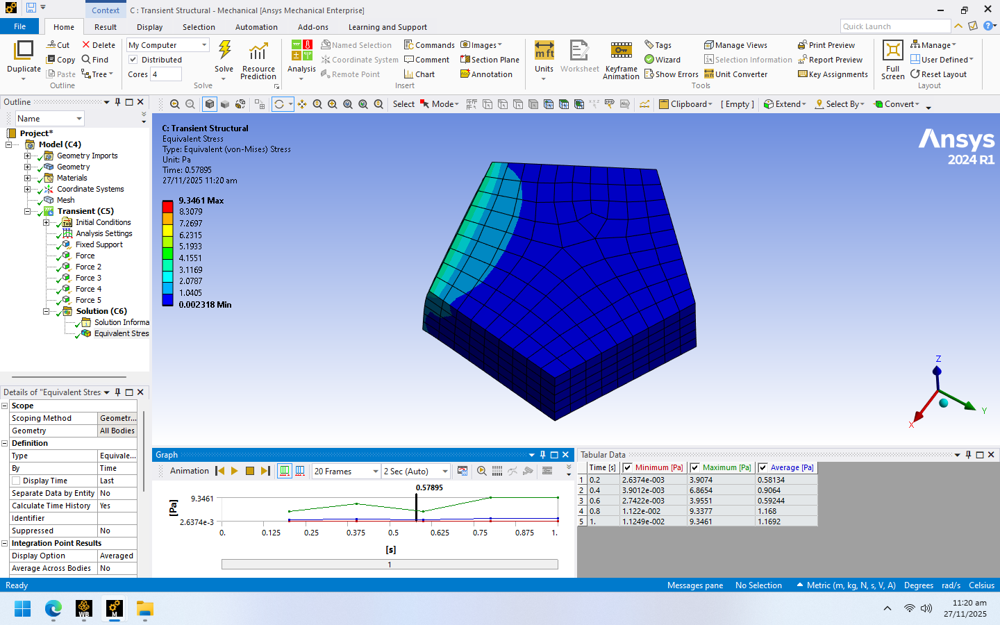 Context
C : Transient Structural - Mechanical [Ansys Mechanical Enterprise]
File
Home
Result
Display
Selection
Automation
Add-ons
Learning and Support
Quick Launch
Duplicate
Cut
Copy
Paste
Delete
Find
Tree
Outline
My Computer
Distributed
Cores 4
Solve
Resource Prediction
Solve
Analysis
Named Selection
Coordinate System
Remote Point
Commands
Comment
Chart
Images
Section Plane
Annotation
Insert
Units
Worksheet
Keyframe Animation
Tags
Wizard
Show Errors
Manage Views
Selection Information
Unit Converter
Print Preview
Report Preview
Key Assignments
Tools
Full Screen
Manage
User Defined
Reset Layout
Layout
Select
Mode
Clipboard
[ Empty ]
Extend
Select By
Convert
Outline
Name
Project*
Model (C4)
Geometry Imports
Geometry
Materials
Coordinate Systems
Mesh
Transient (C5)
Initial Conditions
Analysis Settings
Fixed Support
Force
Force 2
Force 3
Force 4
Force 5
Solution (C6)
Solution Informa
Equivalent Stres
C: Transient Structural
Equivalent Stress
Type: Equivalent (von-Mises) Stress
Unit: Pa
Time: 0.57895
27/11/2025 11:20 am
9.3461 Max
8.3079
7.2697
6.2315
5.1933
4.1551
3.1169
2.0787
1.0405
0.002318 Min
Ansys
2024 R1
Z
Y
X
Details of "Equivalent Stres
Scope
Scoping Method Geometr...
Geometry All Bodies
Definition
Type Equivale...
By Time
Display Time Last
Separate Data by Entity No
Calculate Time History Yes
Identifier
Suppressed No
Integration Point Results
Display Option Averaged
Average Across Bodies No
Graph
Animation
20 Frames
2 Sec (Auto)
0.57895
9.3461
[Pa]
2.6374e-3
0. 0.125 0.25 0.375 0.5 0.625 0.75 0.875 1.
[s]
1
Tabular Data
Time [s] Minimum [Pa] Maximum [Pa] Average [Pa]
1 0.2 2.6374e-003 3.9074 0.58134
2 0.4 3.9012e-003 6.8654 0.9064
3 0.6 2.7422e-003 3.9551 0.59244
4 0.8 1.122e-002 9.3377 1.168
5 1. 1.1249e-002 9.3461 1.1692
Ready
Messages pane
No Selection
Metric (m, kg, N, s, V, A)
Degrees
rad/s
Celsius
WB
M
11:20 am
27/11/2025